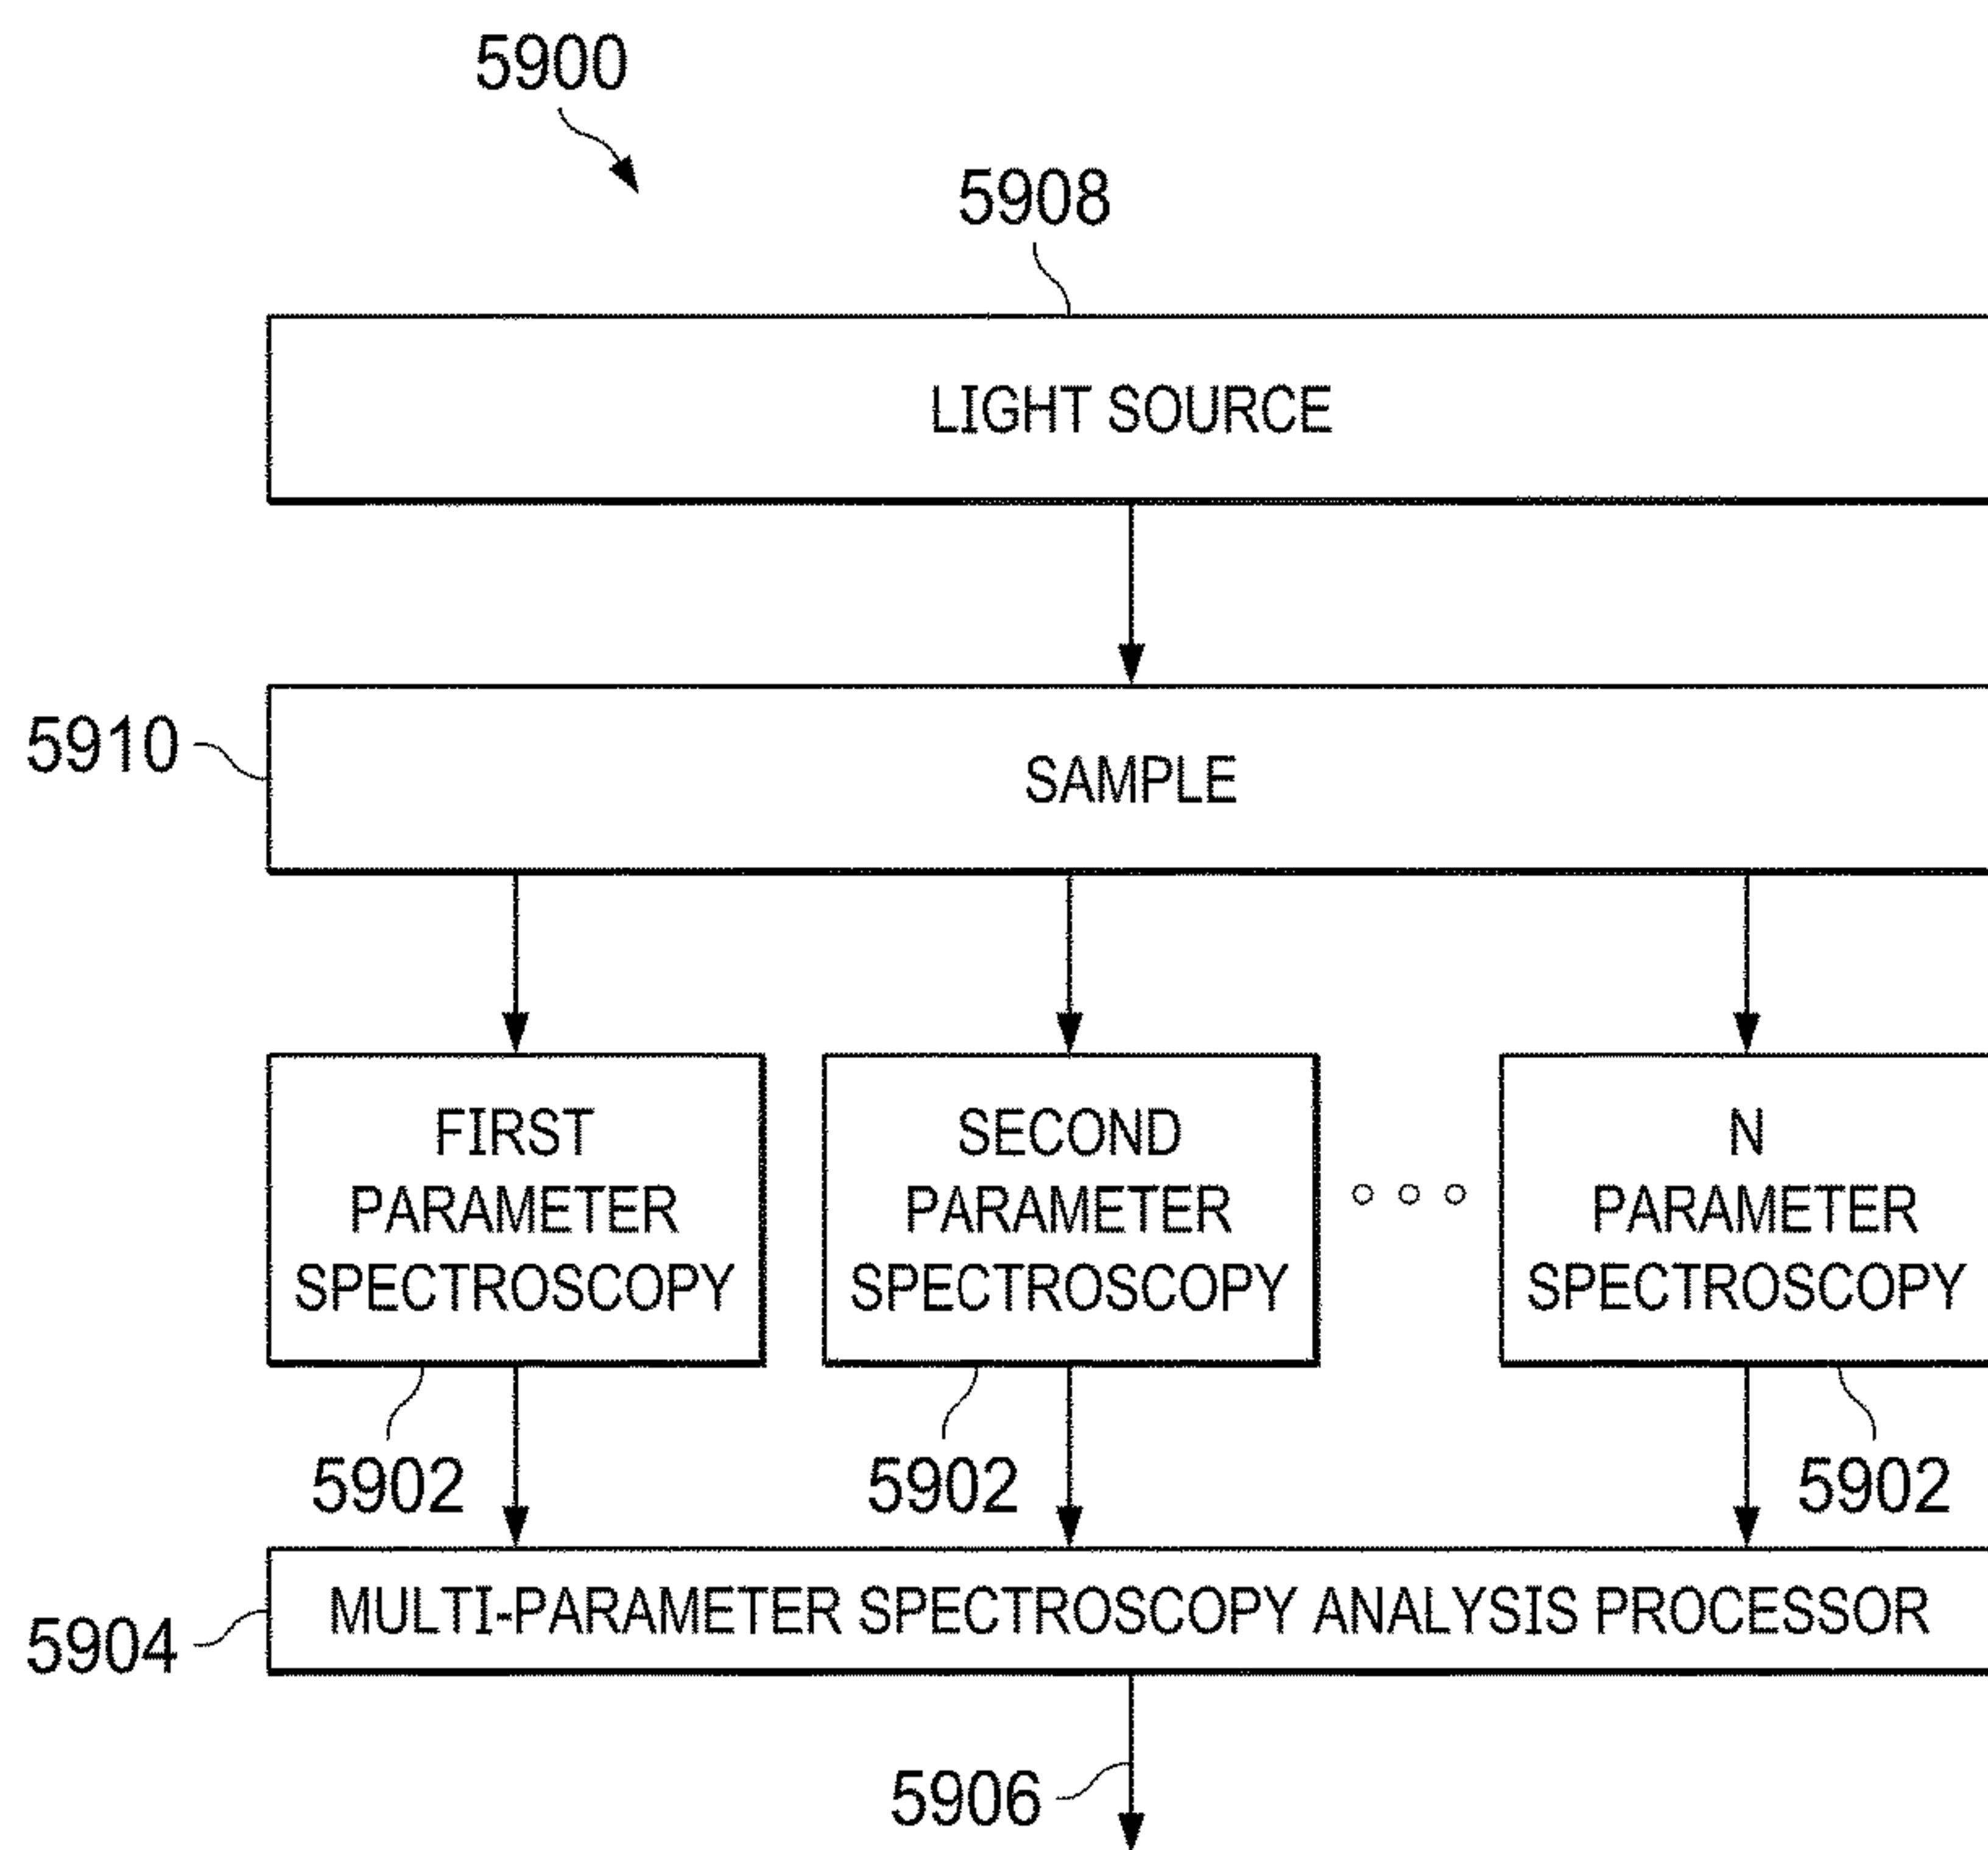 5900
5908
LIGHT SOURCE
5910
SAMPLE
FIRST
PARAMETER
SPECTROSCOPY
SECOND
PARAMETER
SPECTROSCOPY
N
PARAMETER
SPECTROSCOPY
5902
5902
5902
5904
MULTI-PARAMETER SPECTROSCOPY ANALYSIS PROCESSOR
5906